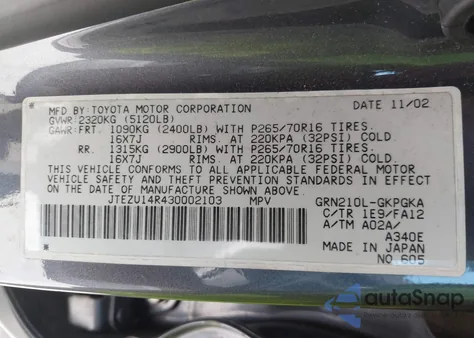 MFD BY: TOYOTA MOTOR CORPORATION DATE 11/02
GVWR 2320KG (5120LB)
GAWR: FRT. 1090KG (2400LB) WITH P265/70R16 TIRES.
16X7J RIMS. AT 220KPA (32PSI) COLD.
RR. 1315KG (2900LB) WITH P265/70R16 TIRES.
16X7J RIMS. AT 220KPA (32PSI) COLD.
THIS VEHICLE CONFORMS TO ALL APPLICABLE FEDERAL MOTOR
VEHICLE SAFETY AND THEFT PREVENTION STANDARDS IN EFFECT
ON THE DATE OF MANUFACTURE SHOWN ABOVE.
JTEZU14R430002103 MPV GRN210L-GKPGKA
C/TR 1E9/FA12
A/TM A02A/
A340E
MADE IN JAPAN
NO 605
autoSnap